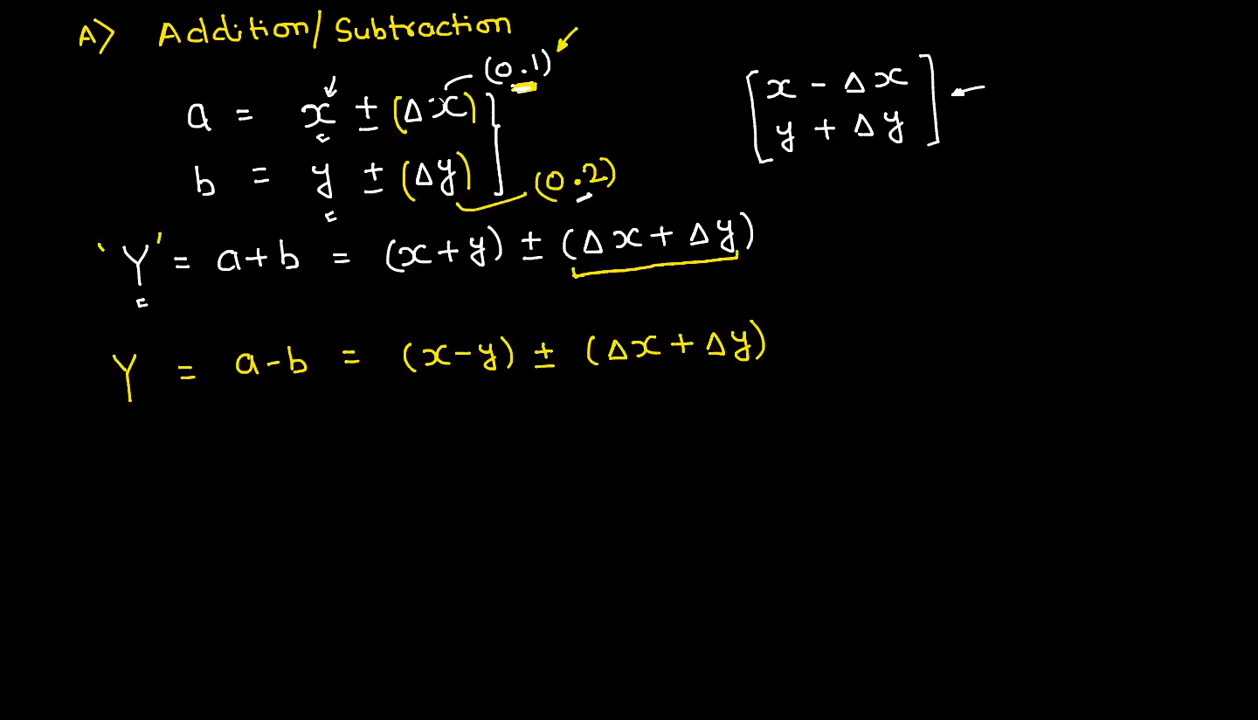 A> Addition/Subtraction
a = x ± (Δx) (0.1)
b = y ± (Δy) (0.2)
[x - Δx
y + Δy]
'Y' = a+b = (x+y) ± (Δx + Δy)
Y = a-b = (x-y) ± (Δx + Δy)